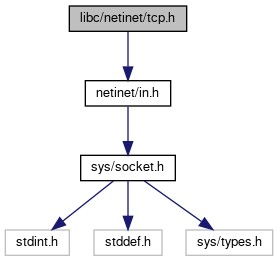 libc/netinet/tcp.h
netinet/in.h
sys/socket.h
stdint.h
stddef.h
sys/types.h